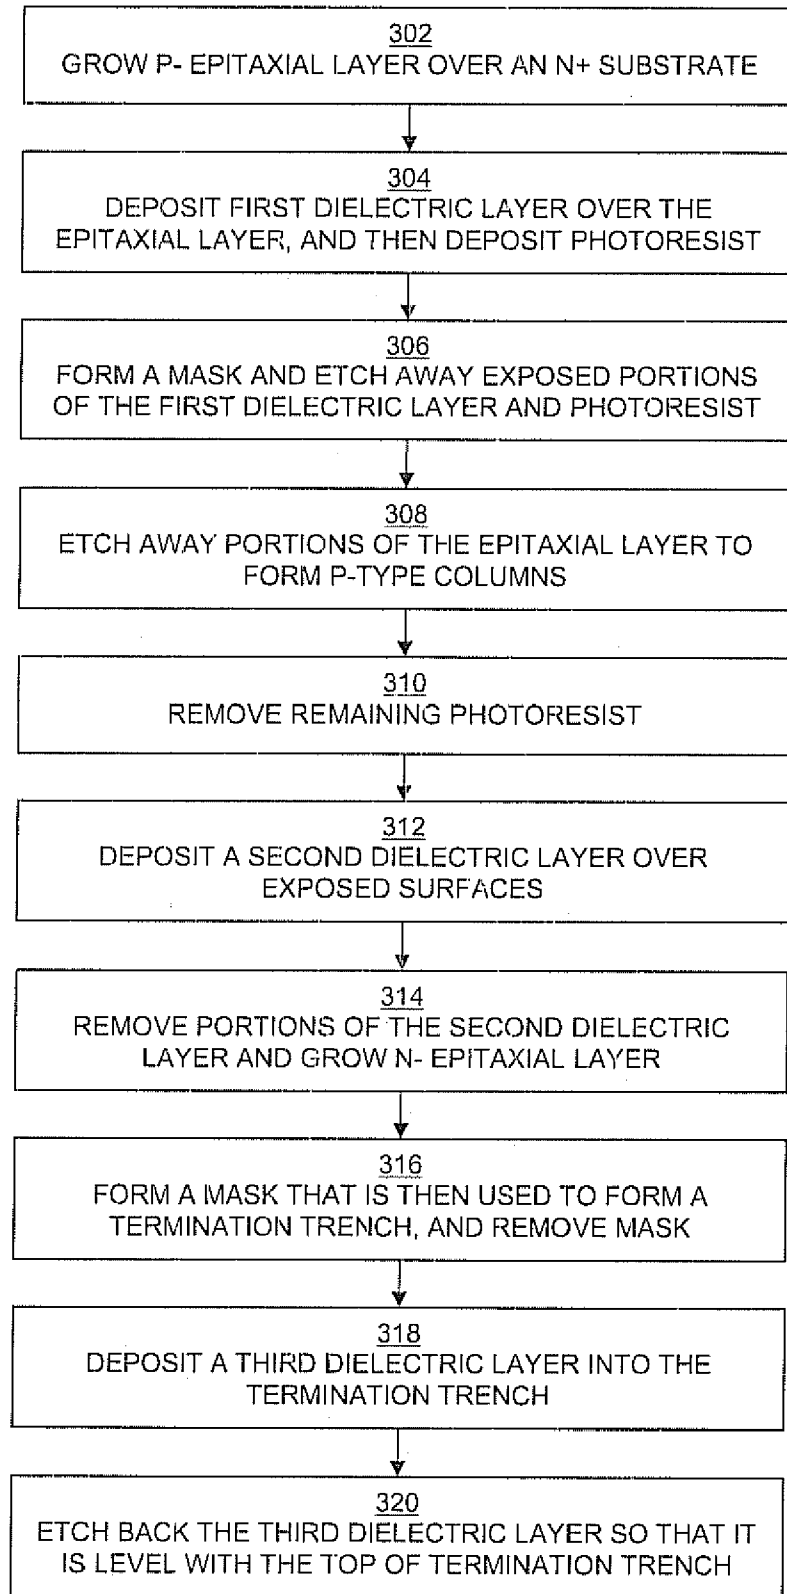 302
GROW P- EPITAXIAL LAYER OVER AN N+ SUBSTRATE
304
DEPOSIT FIRST DIELECTRIC LAYER OVER THE
EPITAXIAL LAYER, AND THEN DEPOSIT PHOTORESIST
306
FORM A MASK AND ETCH AWAY EXPOSED PORTIONS
OF THE FIRST DIELECTRIC LAYER AND PHOTORESIST
308
ETCH AWAY PORTIONS OF THE EPITAXIAL LAYER TO
FORM P-TYPE COLUMNS
310
REMOVE REMAINING PHOTORESIST
312
DEPOSIT A SECOND DIELECTRIC LAYER OVER
EXPOSED SURFACES
314
REMOVE PORTIONS OF THE SECOND DIELECTRIC
LAYER AND GROW N- EPITAXIAL LAYER
316
FORM A MASK THAT IS THEN USED TO FORM A
TERMINATION TRENCH, AND REMOVE MASK
318
DEPOSIT A THIRD DIELECTRIC LAYER INTO THE
TERMINATION TRENCH
320
ETCH BACK THE THIRD DIELECTRIC LAYER SO THAT IT
IS LEVEL WITH THE TOP OF TERMINATION TRENCH